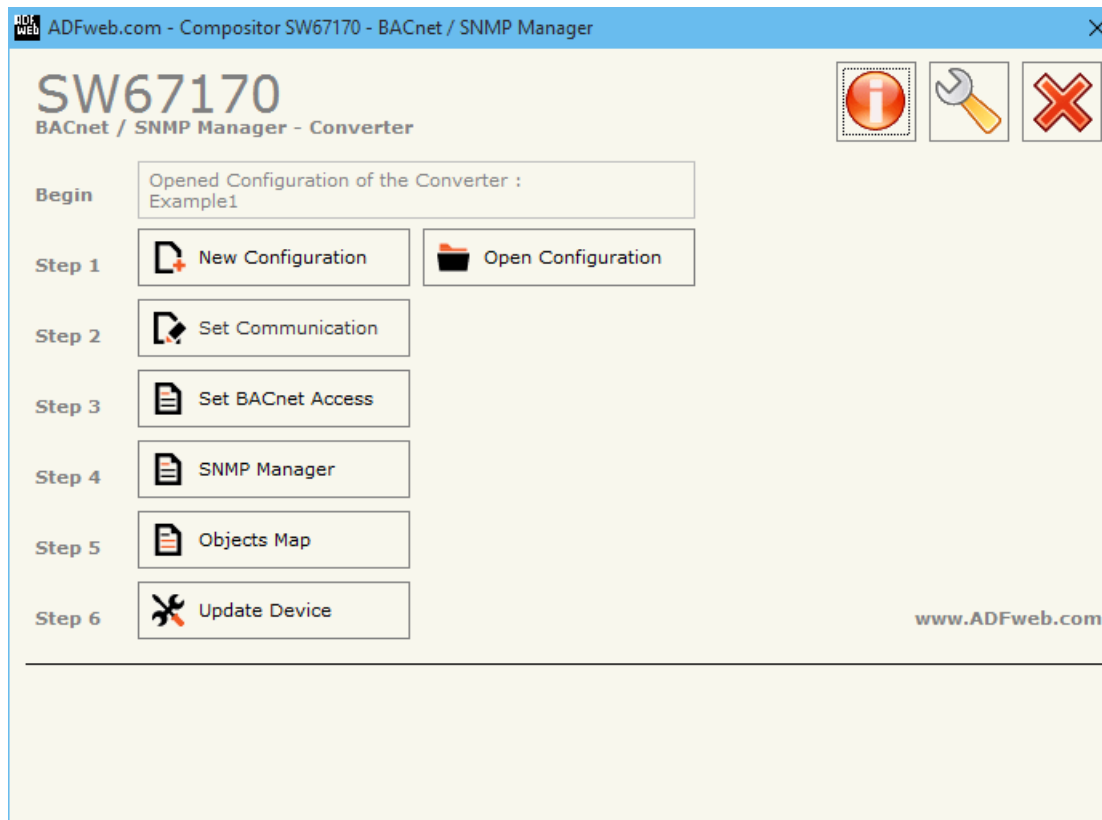 ADF
WEB
ADFweb.com - Compositor SW67170 - BACnet / SNMP Manager
SW67170
BACnet / SNMP Manager - Converter
Begin
Opened Configuration of the Converter :
Example1
Step 1
New Configuration
Open Configuration
Step 2
Set Communication
Step 3
Set BACnet Access
Step 4
SNMP Manager
Step 5
Objects Map
Step 6
Update Device
www.ADFweb.com